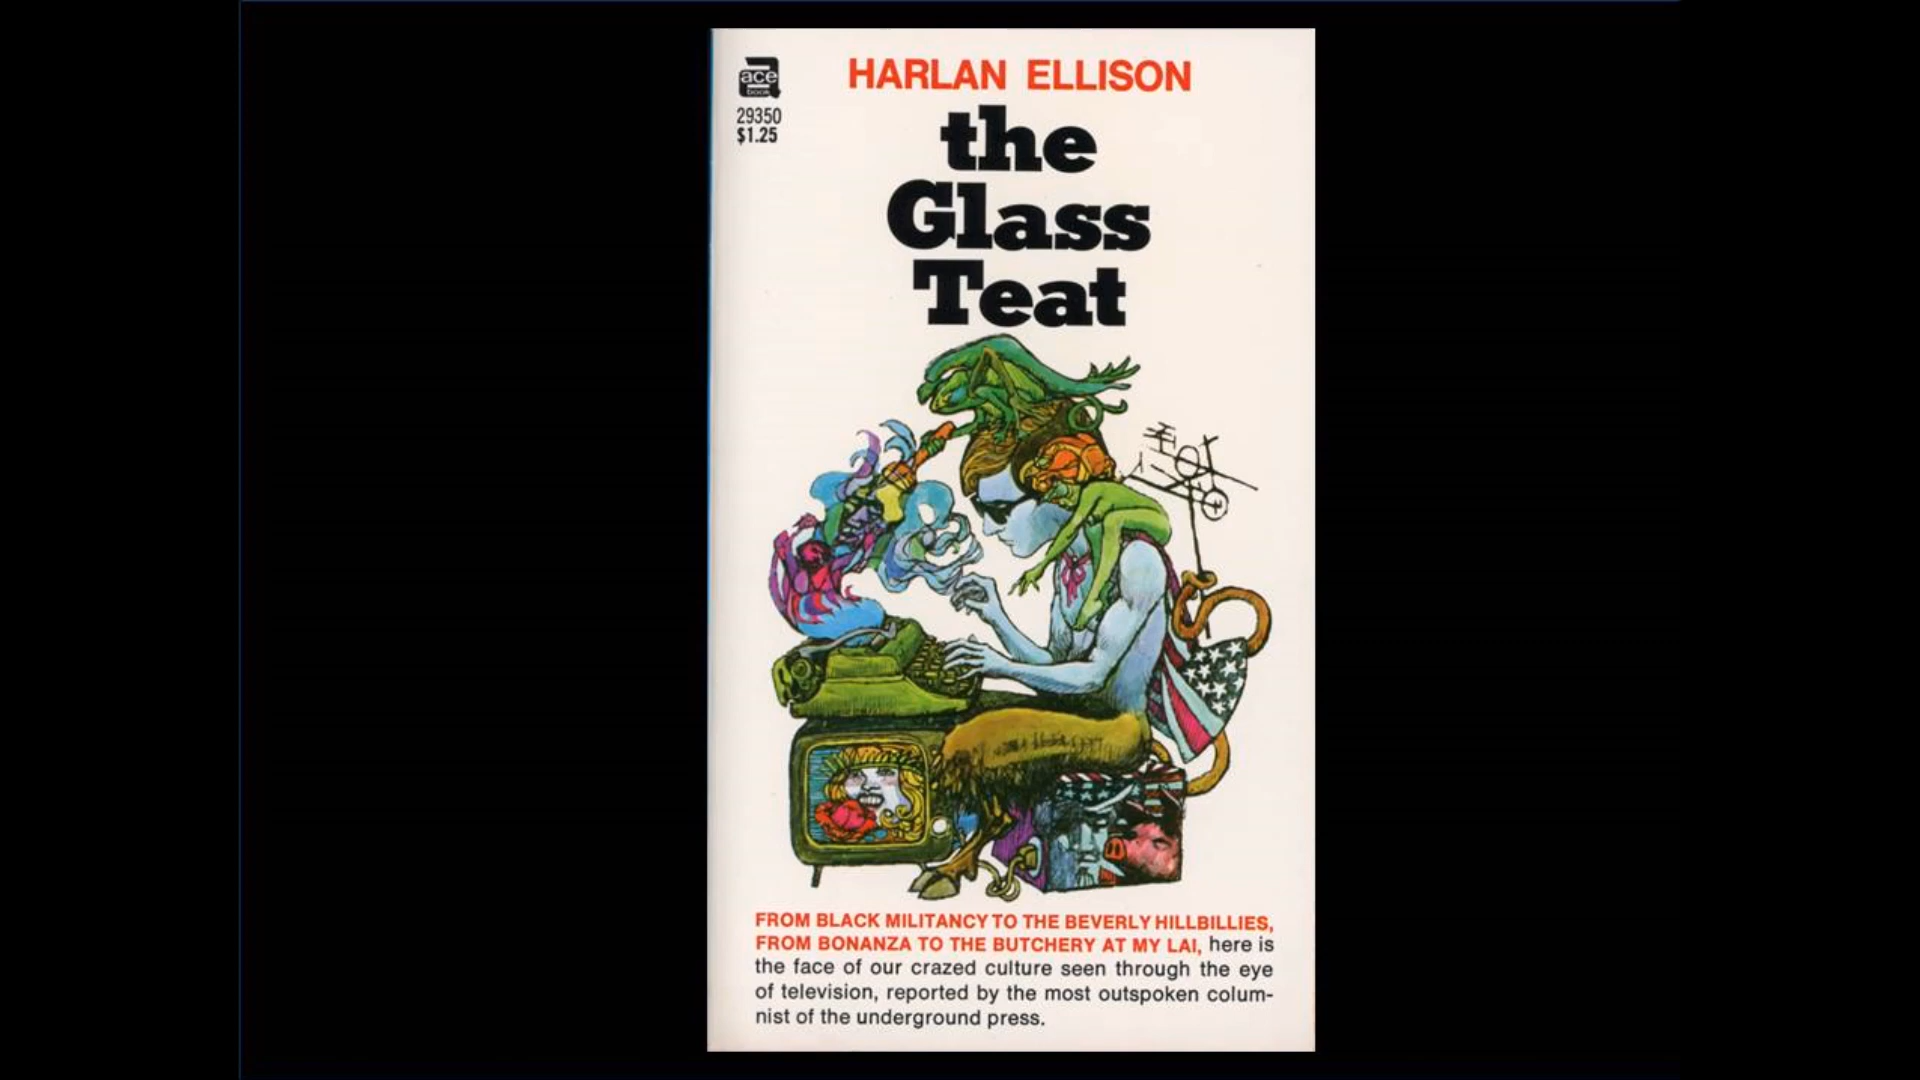 ace
book
29350
$1.25
HARLAN ELLISON
the
Glass
Teat
FROM BLACK MILITANCY TO THE BEVERLY HILLBILLIES,
FROM BONANZA TO THE BUTCHERY AT MY LAI, here is
the face of our crazed culture seen through the eye
of television, reported by the most outspoken colum-
nist of the underground press.